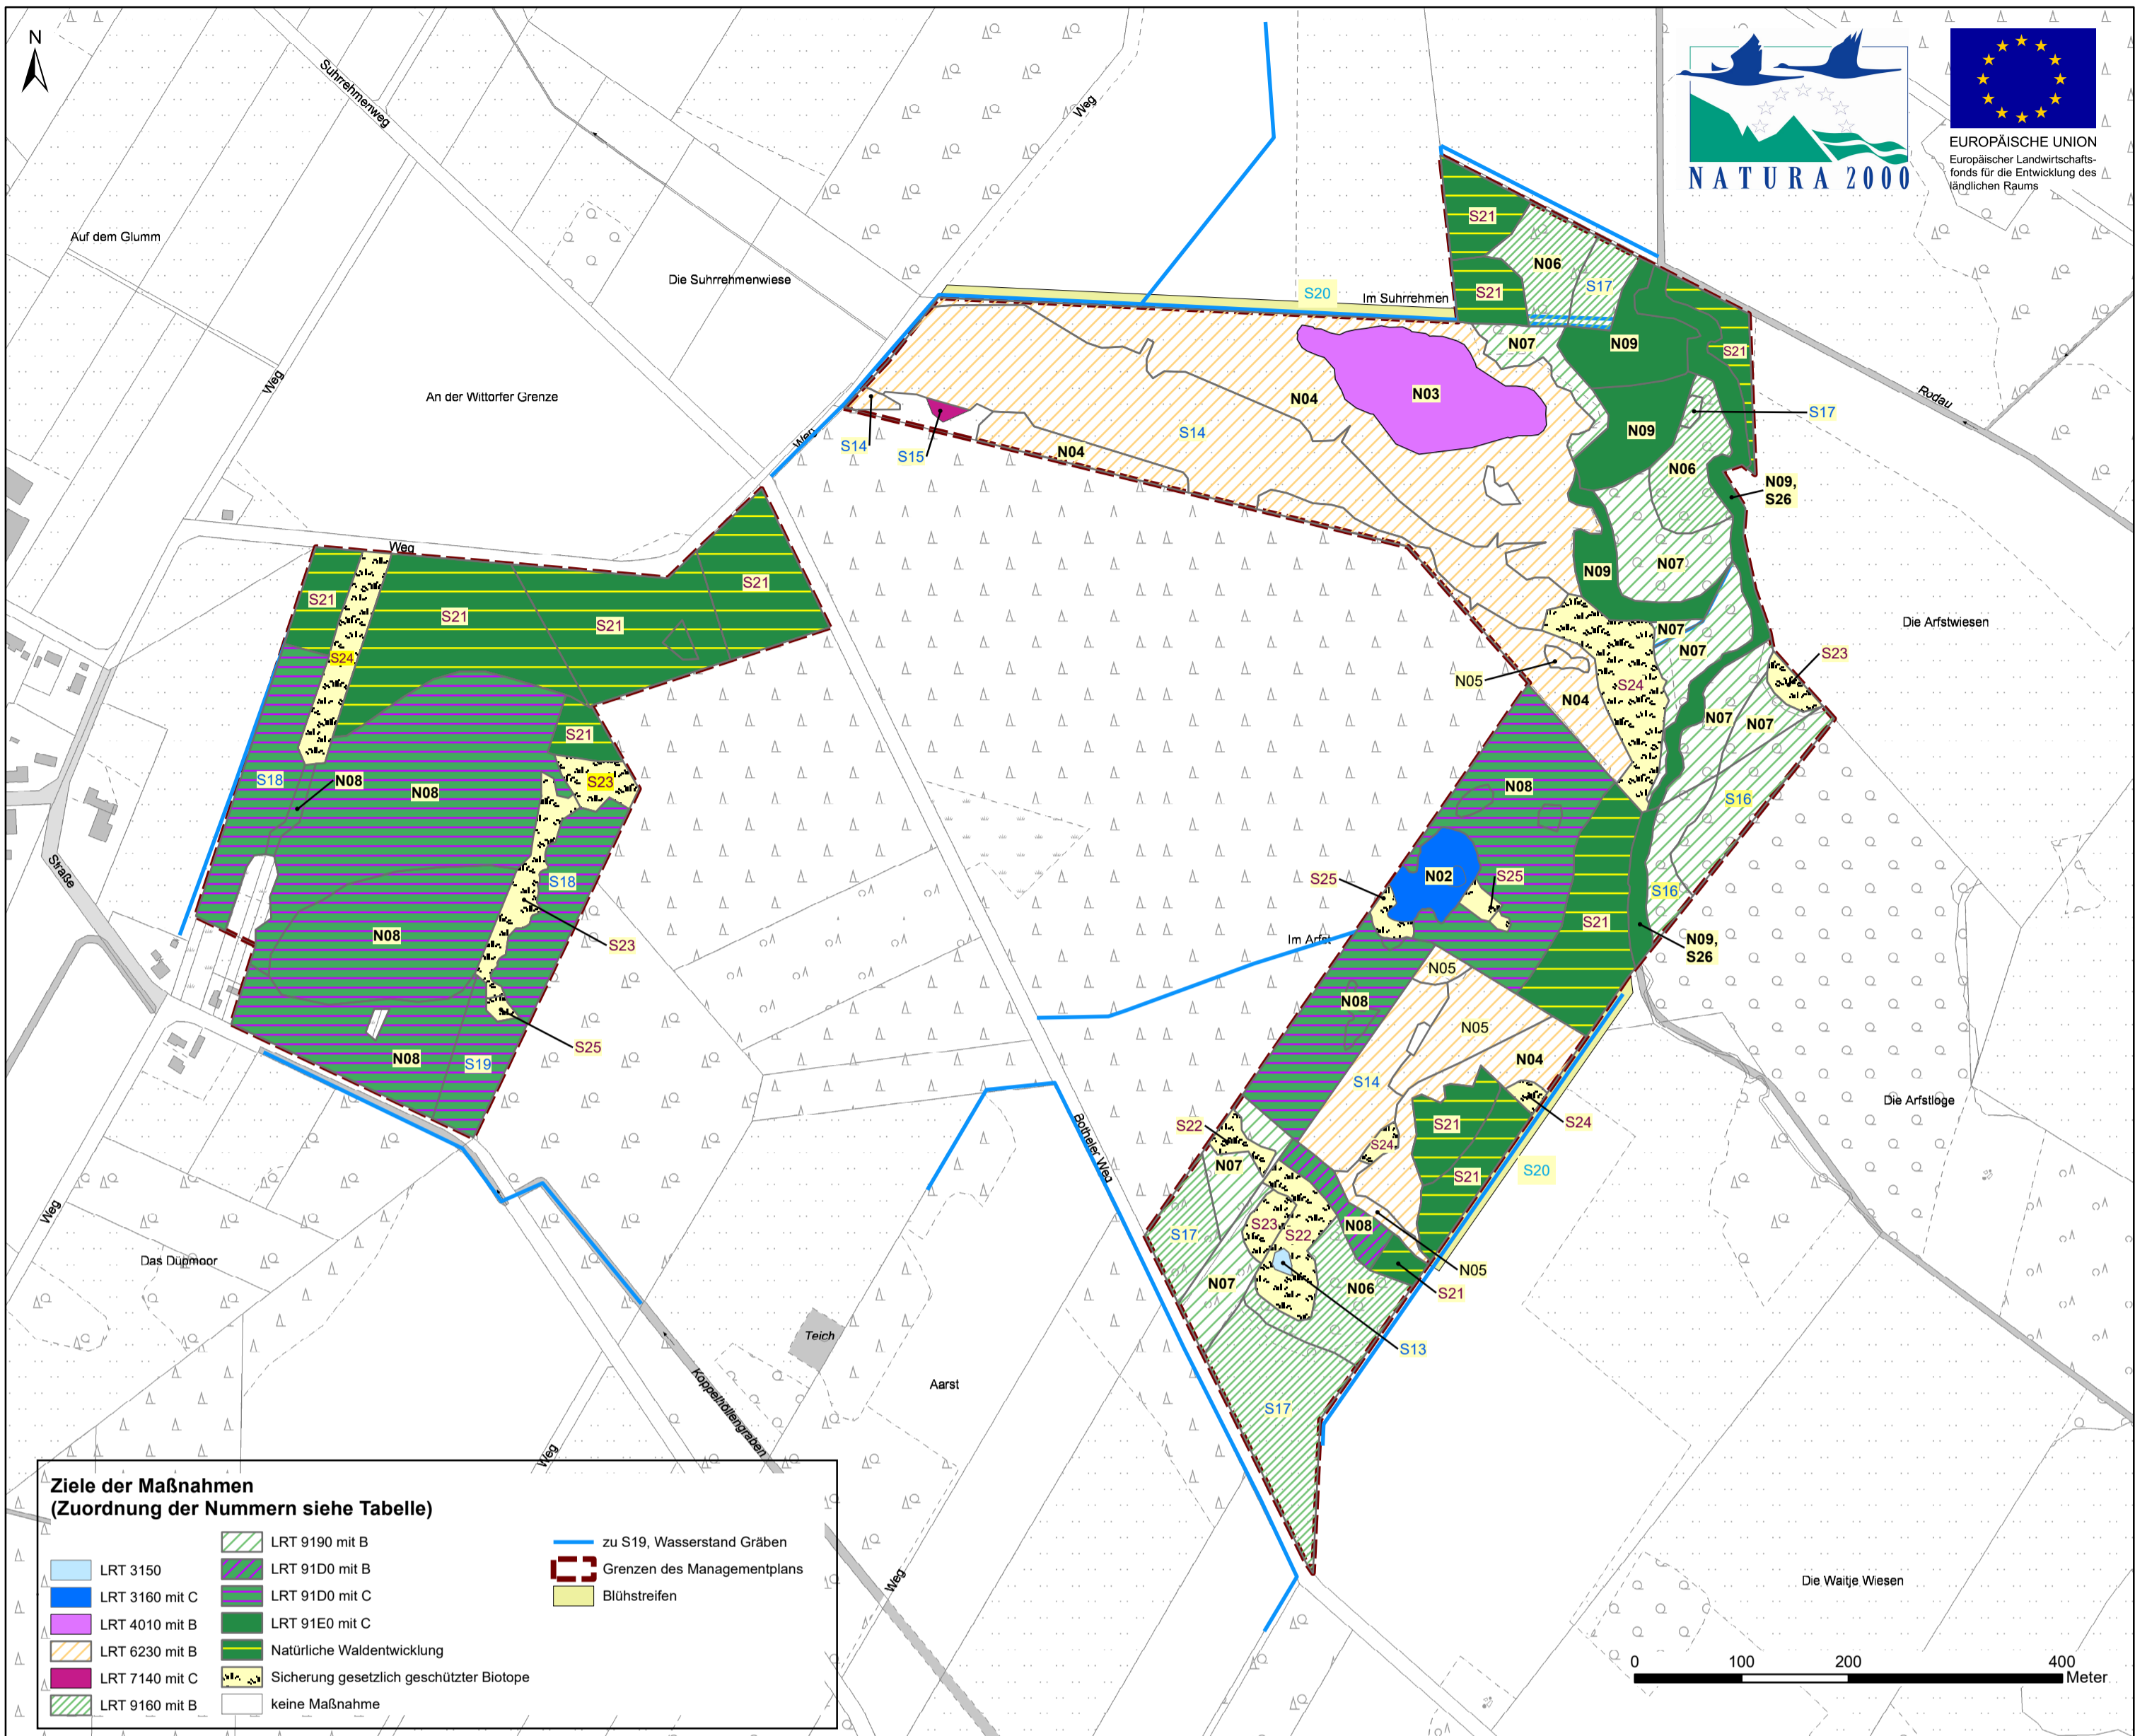 N
Suhrrehmenweg
Weg
NATURA 2000
EUROPÄISCHE UNION
Europäischer Landwirtschafts-
fonds für die Entwicklung des
ländlichen Raums
Auf dem Glumm
Die Suhrrehmenwiese
S21
N06
S17
S20
Im Suhrrehmen
S21
N07
N09
S21
Weg
An der Wittorfer Grenze
N04
N03
Rodau
S17
Weg
S14
S15
N04
S14
N09
N06
N09,
S26
Weg
S21
S21
S21
S21
N07
N09
Die Arfstwiesen
N07
N07
S23
S24
N05
S24
N04
N07
N07
S21
S23
S18
N08
N08
N08
S16
Straße
S18
S25
N02
S25
S16
S21
N08
S23
Im Arfst
N09,
S26
N05
N08
N05
S25
N08
S19
S14
N04
Botheler Weg
S22
S24
S21
S24
Die Arfstloge
N07
S21
S20
Weg
S17
S23
S22
N08
Das Düpmoor
N07
N06
N05
S21
Teich
S13
Koppelhöllengraben
Aarst
S17
Weg
Weg
Die Waitje Wiesen
Ziele der Maßnahmen
(Zuordnung der Nummern siehe Tabelle)
LRT 3150
LRT 3160 mit C
LRT 4010 mit B
LRT 6230 mit B
LRT 7140 mit C
LRT 9160 mit B
LRT 9190 mit B
LRT 91D0 mit B
LRT 91D0 mit C
LRT 91E0 mit C
Natürliche Waldentwicklung
Sicherung gesetzlich geschützter Biotope
keine Maßnahme
zu S19, Wasserstand Gräben
Grenzen des Managementplans
Blühstreifen
0 100 200 400
Meter